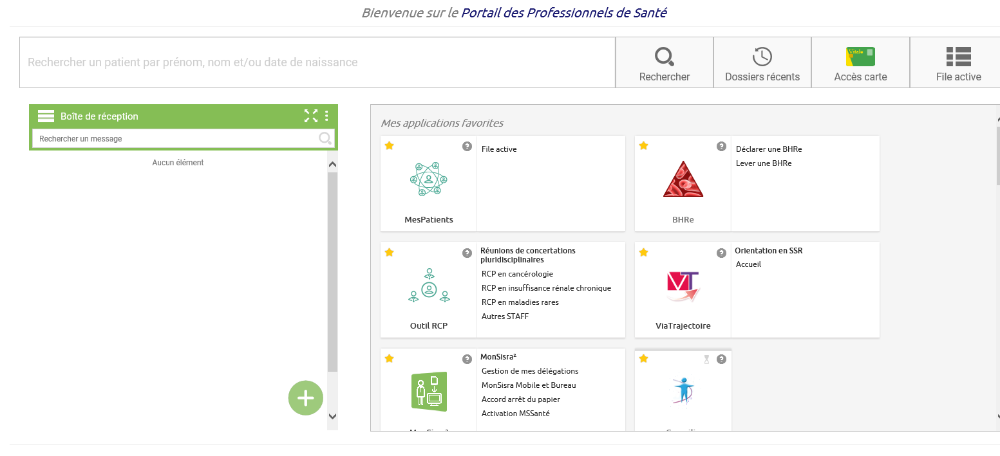 Bienvenue sur le Portail des Professionnels de Santé
Rechercher un patient par prénom, nom et/ou date de naissance
Rechercher
Dossiers récents
Vitale
Accès carte
File active
Boîte de réception
Rechercher un message
Aucun élément
Mes applications favorites
File active
MesPatients
Déclarer une BHRe
Lever une BHRe
BHRe
Réunions de concertations
pluridisciplinaires
RCP en cancérologie
RCP en insuffisance rénale chronique
RCP en maladies rares
Autres STAFF
Outil RCP
Orientation en SSR
Accueil
VT
ViaTrajectoire
MonSisra²
Gestion de mes délégations
MonSisra Mobile et Bureau
Accord arrêt du papier
Activation MSSanté